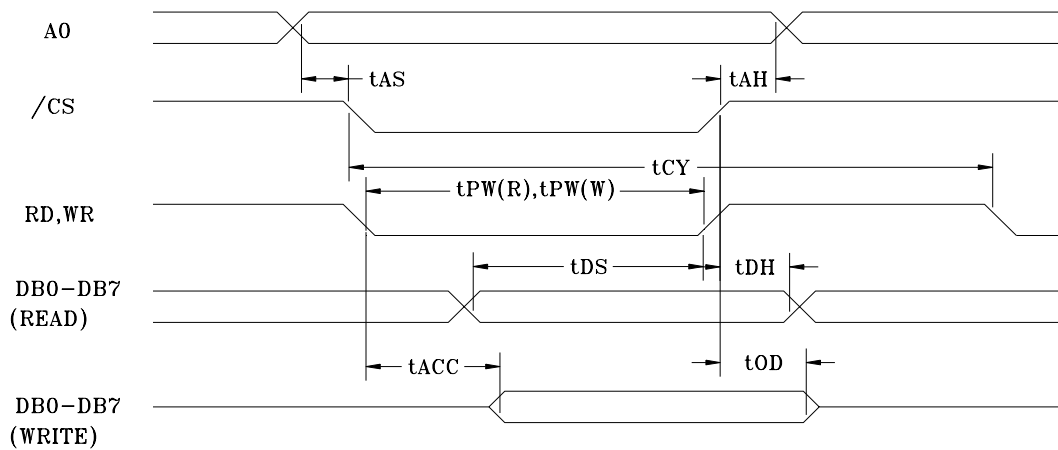 A0
tAS
tAH
/CS
tCY
tPW(R),tPW(W)
RD,WR
tDS
tDH
DB0-DB7
(READ)
tACC
tOD
DB0-DB7
(WRITE)